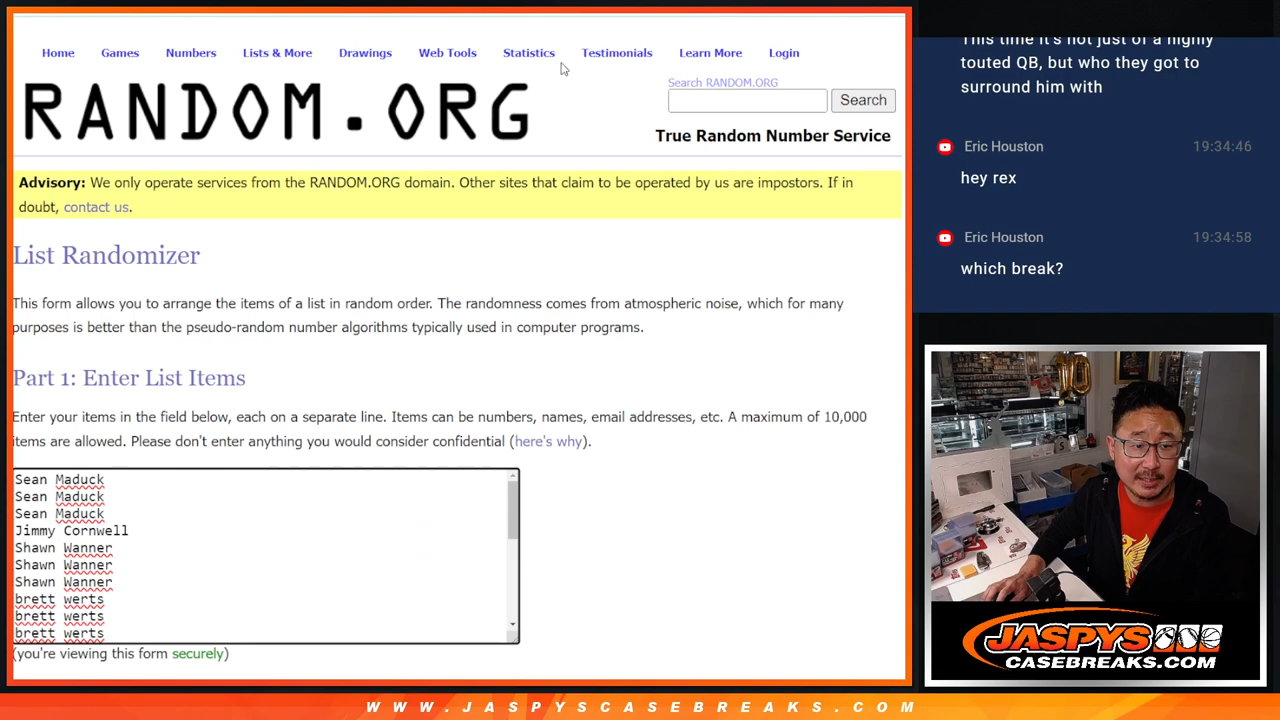 Home Games Numbers Lists & More Drawings Web Tools Statistics Testimonials Learn More Login
RANDOM.ORG
Search RANDOM.ORG
Search
True Random Number Service
Advisory: We only operate services from the RANDOM.ORG domain. Other sites that claim to be operated by us are impostors. If in
doubt, contact us.
List Randomizer
This form allows you to arrange the items of a list in random order. The randomness comes from atmospheric noise, which for many
purposes is better than the pseudo-random number algorithms typically used in computer programs.
Part 1: Enter List Items
Enter your items in the field below, each on a separate line. Items can be numbers, names, email addresses, etc. A maximum of 10,000
items are allowed. Please don't enter anything you would consider confidential (here's why).
Sean Maduck
Sean Maduck
Sean Maduck
Jimmy Cornwell
Shawn Wanner
Shawn Wanner
Shawn Wanner
brett werts
brett werts
brett werts
(you're viewing this form securely)
This time it's not just of a highly
touted QB, but who they got to
surround him with
Eric Houston 19:34:46
hey rex
Eric Houston 19:34:58
which break?
10
JASPYS
CASEBREAKS.COM
WWW.JASPYSCASEBREAKS.COM